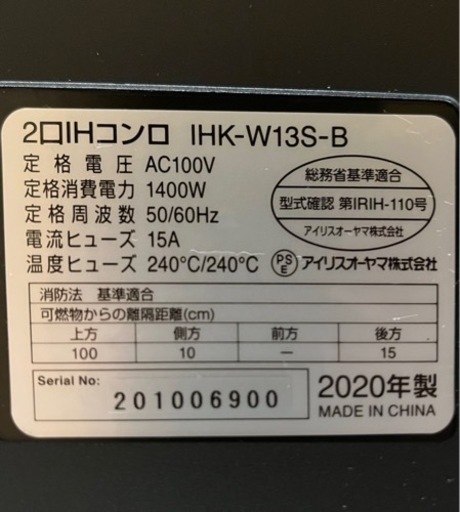 2口IHコンロ IHK-W13S-B
定格電圧 AC100V
定格消費電力 1400W
定格周波数 50/60Hz
電流ヒューズ 15A
温度ヒューズ 240°C/240°C
総務省基準適合
型式確認 第IRIH-110号
アイリスオーヤマ株式会社
PSE アイリスオーヤマ株式会社
消防法 基準適合
可燃物からの離隔距離(cm)
上方 側方 前方 後方
100 10 — 15
Serial No:
201006900
2020年製
MADE IN CHINA